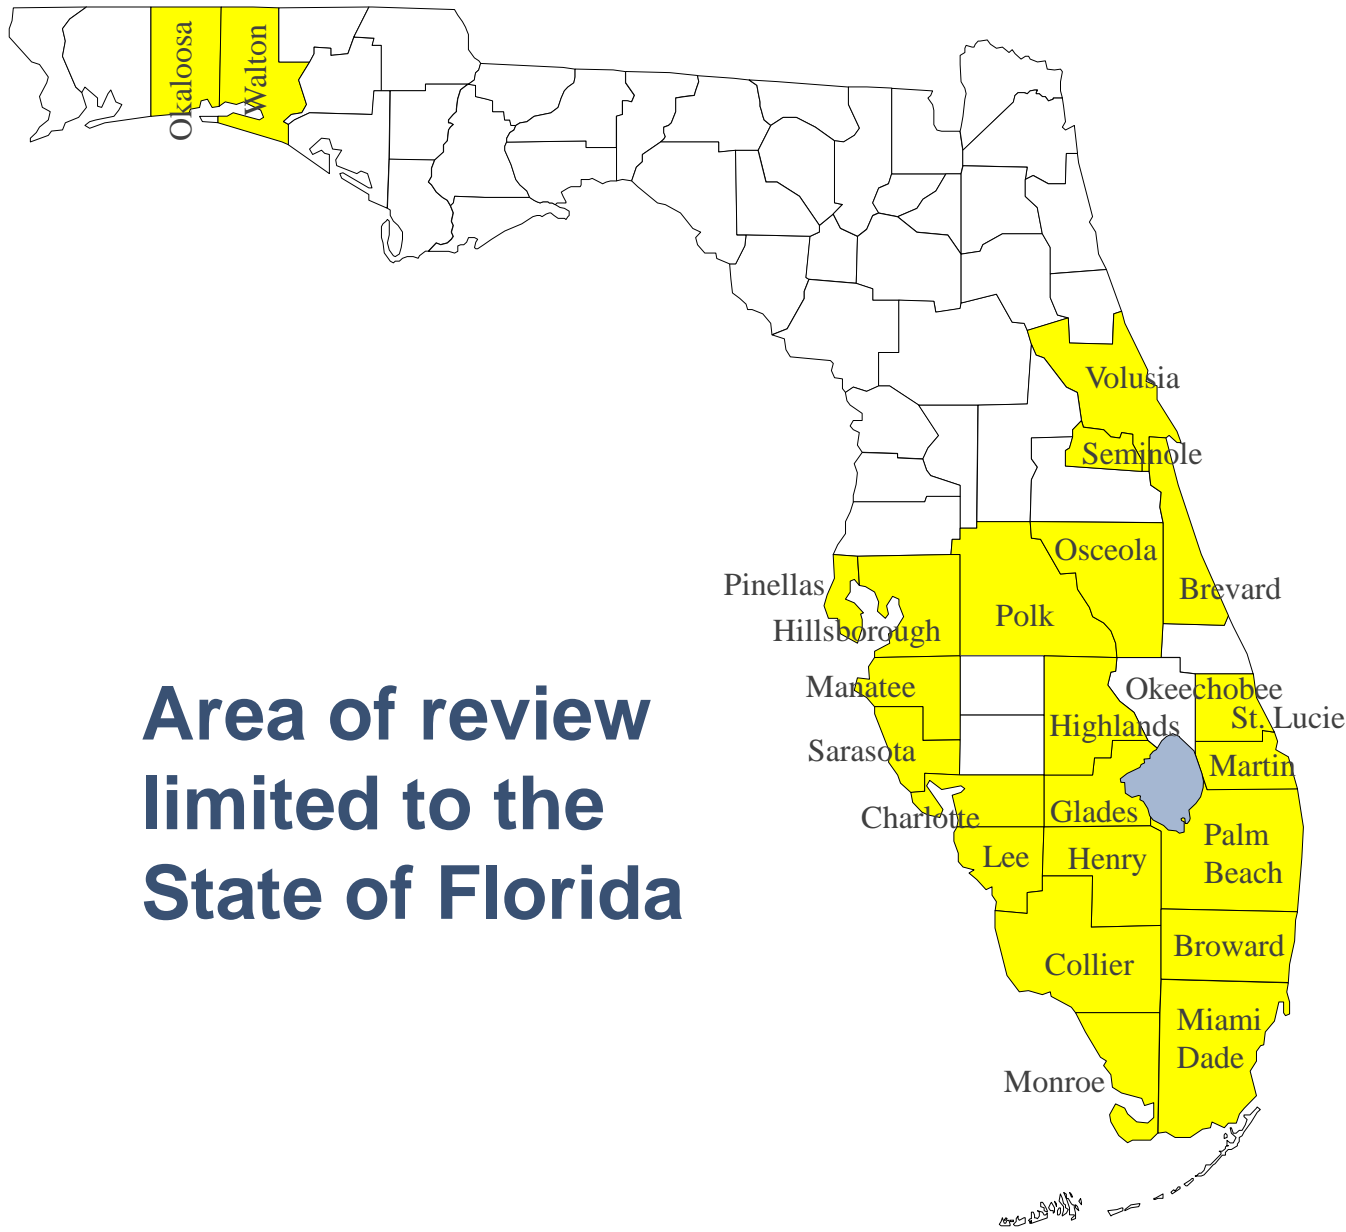 Okaloosa
Walton
Volusia
Seminole
Osceola
Pinellas
Brevard
Polk
Hillsborough
Manatee
Okeechobee
St. Lucie
Highlands
Sarasota
Martin
Charlotte
Glades
Palm
Beach
Lee
Henry
Broward
Collier
Miami
Dade
Monroe
Area of review
limited to the
State of Florida